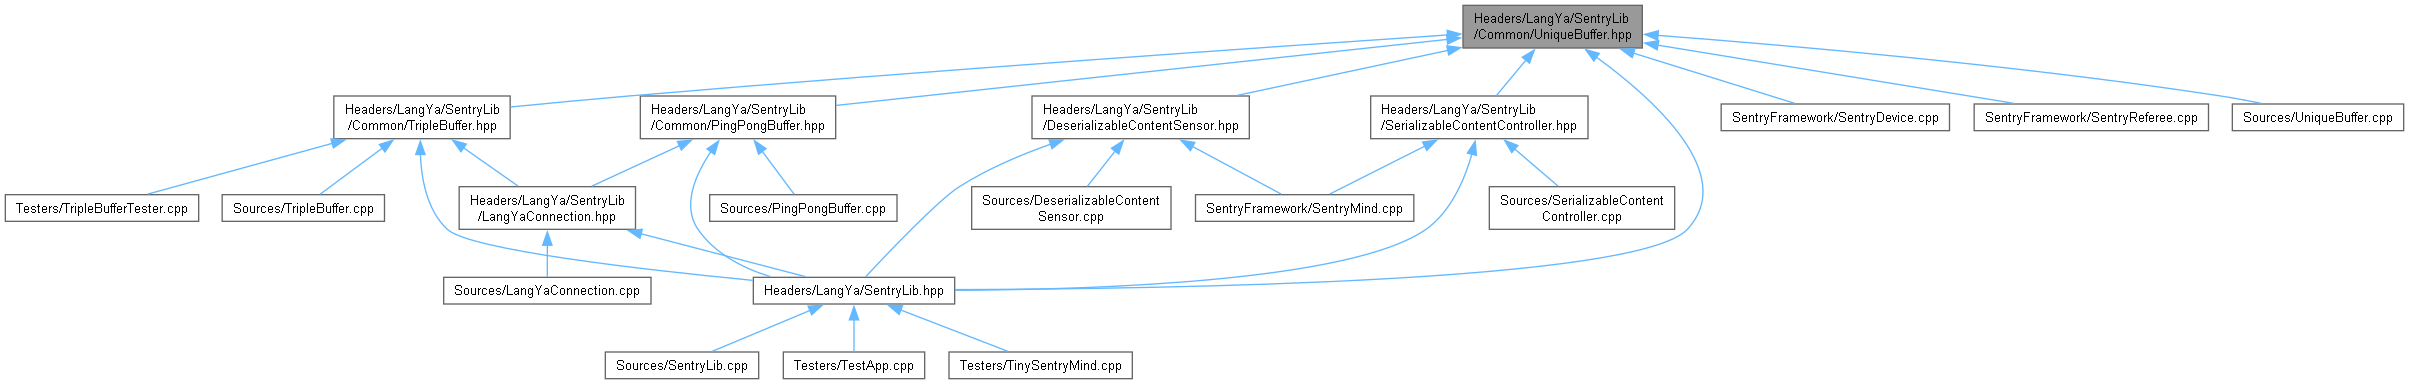 Headers/LangYa/SentryLib
/Common/UniqueBuffer.hpp
Headers/LangYa/SentryLib
/Common/TripleBuffer.hpp
Headers/LangYa/SentryLib
/Common/PingPongBuffer.hpp
Headers/LangYa/SentryLib
/DeserializableContentSensor.hpp
Headers/LangYa/SentryLib
/SerializableContentController.hpp
SentryFramework/SentryDevice.cpp
SentryFramework/SentryReferee.cpp
Sources/UniqueBuffer.cpp
Testers/TripleBufferTester.cpp
Sources/TripleBuffer.cpp
Headers/LangYa/SentryLib
/LangYaConnection.hpp
Sources/PingPongBuffer.cpp
Sources/DeserializableContent
Sensor.cpp
SentryFramework/SentryMind.cpp
Sources/SerializableContent
Controller.cpp
Sources/LangYaConnection.cpp
Headers/LangYa/SentryLib.hpp
Sources/SentryLib.cpp
Testers/TestApp.cpp
Testers/TinySentryMind.cpp